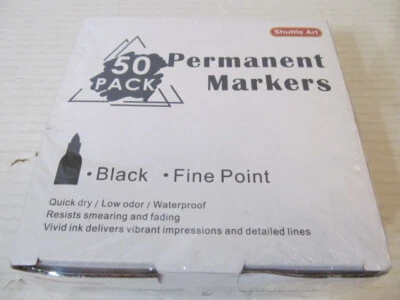 Shuttle Art
50 PACK
Permanent
Markers
• Black • Fine Point
Quick dry / Low odor / Waterproof
Resists smearing and fading
Vivid ink delivers vibrant impressions and detailed lines